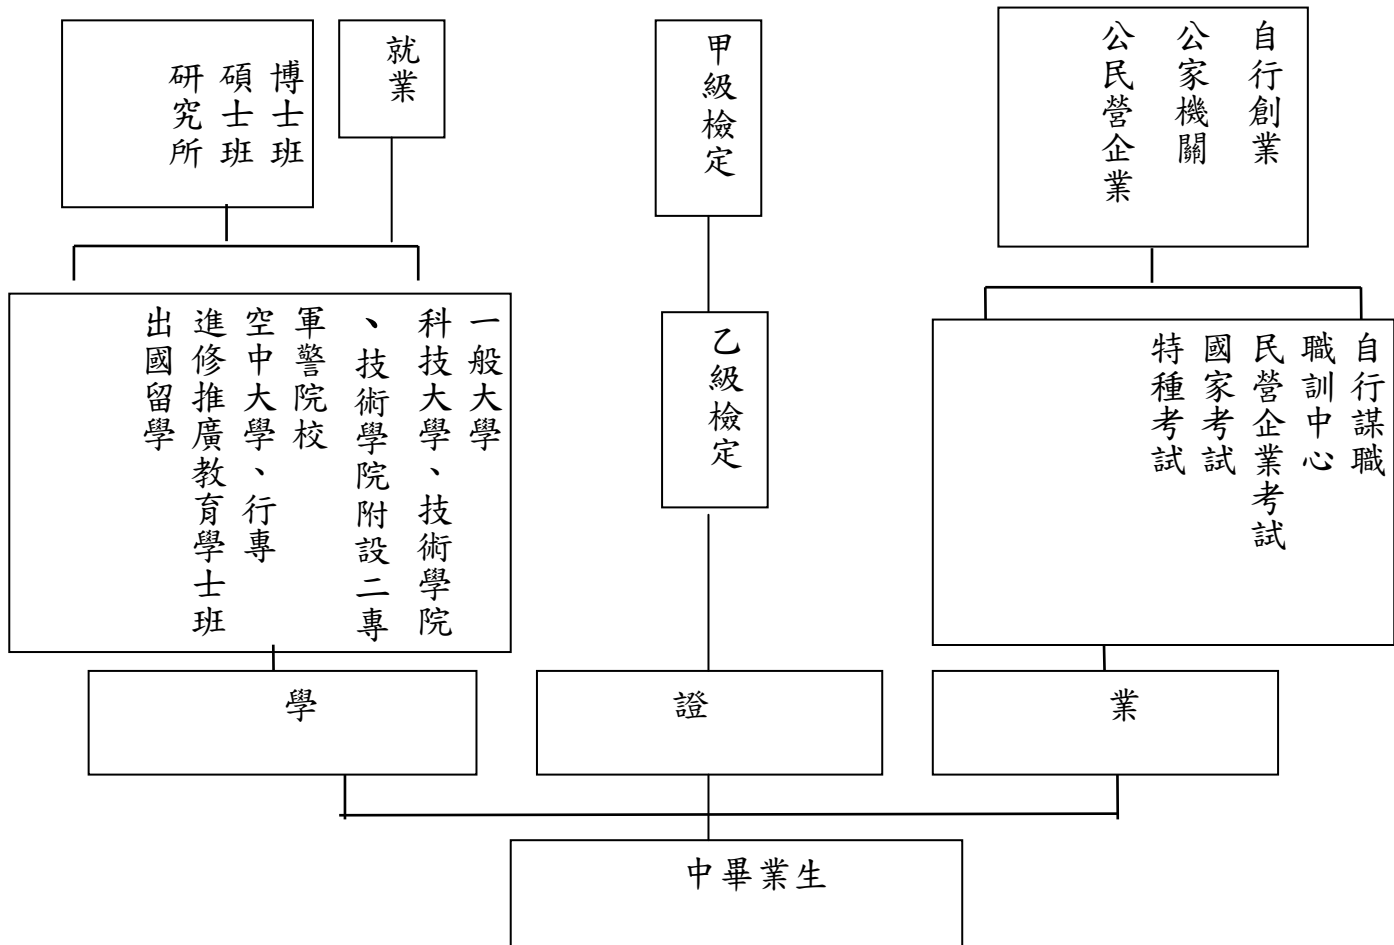 博士班
碩士班
研究所
就業
甲級檢定
自行創業
公家機關
公民營企業
一般大學
科技大學、技術學院
、技術學院附設二專
軍警院校
空中大學、行專
進修推廣教育學士班
出國留學
乙級檢定
自行謀職
職訓中心
民營企業考試
國家考試
特種考試
學
證
業
中畢業生